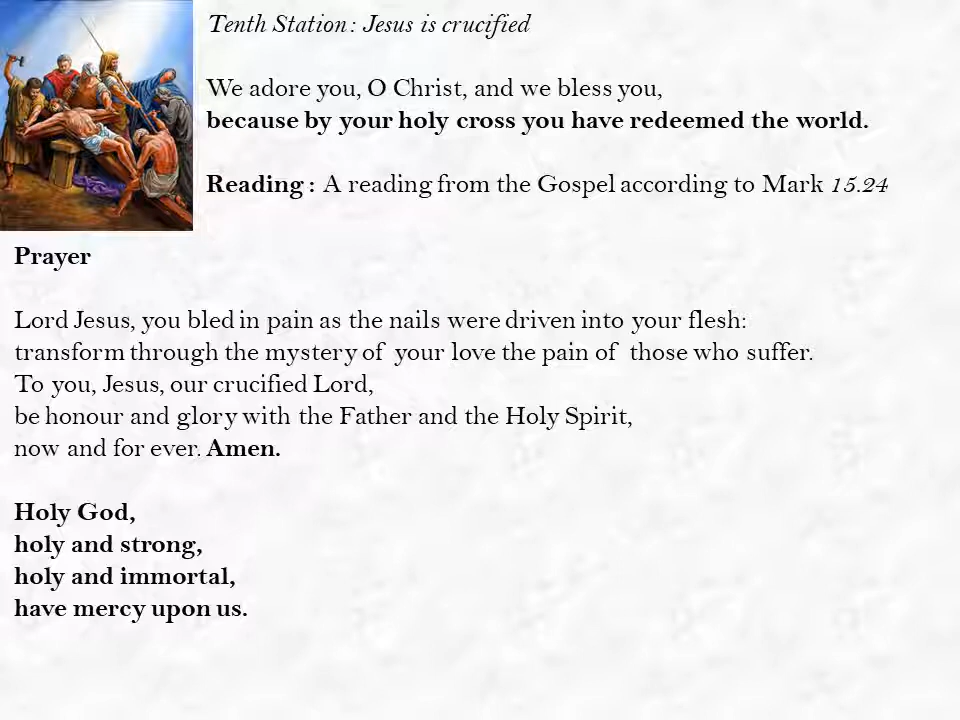 Tenth Station : Jesus is crucified
We adore you, O Christ, and we bless you,
because by your holy cross you have redeemed the world.
Reading : A reading from the Gospel according to Mark 15.24
Prayer
Lord Jesus, you bled in pain as the nails were driven into your flesh:
transform through the mystery of your love the pain of those who suffer.
To you, Jesus, our crucified Lord,
be honour and glory with the Father and the Holy Spirit,
now and for ever. Amen.
Holy God,
holy and strong,
holy and immortal,
have mercy upon us.